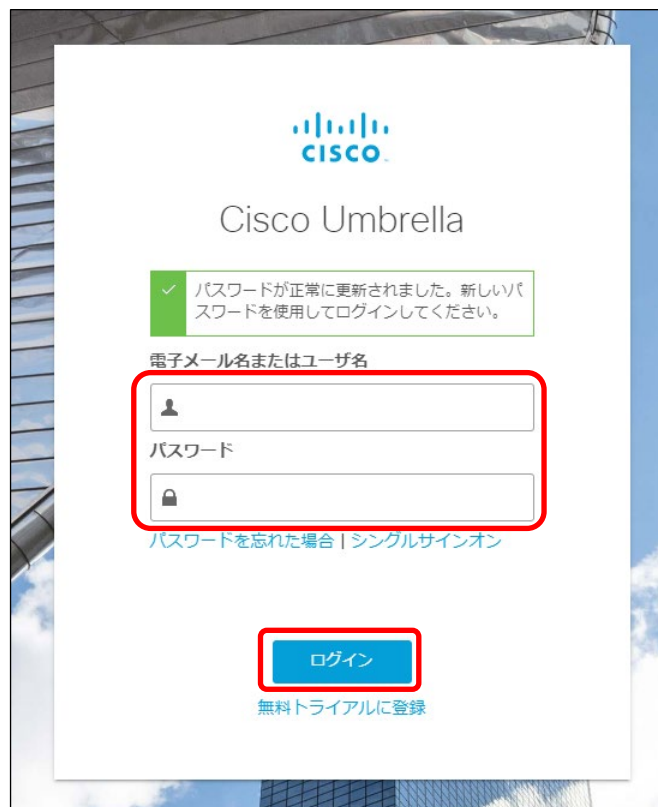 CISCO
Cisco Umbrella
パスワードが正常に更新されました。新しいパ
スワードを使用してログインしてください。
電子メール名またはユーザ名
パスワード
パスワードを忘れた場合 | シングルサインオン
ログイン
無料トライアルに登録